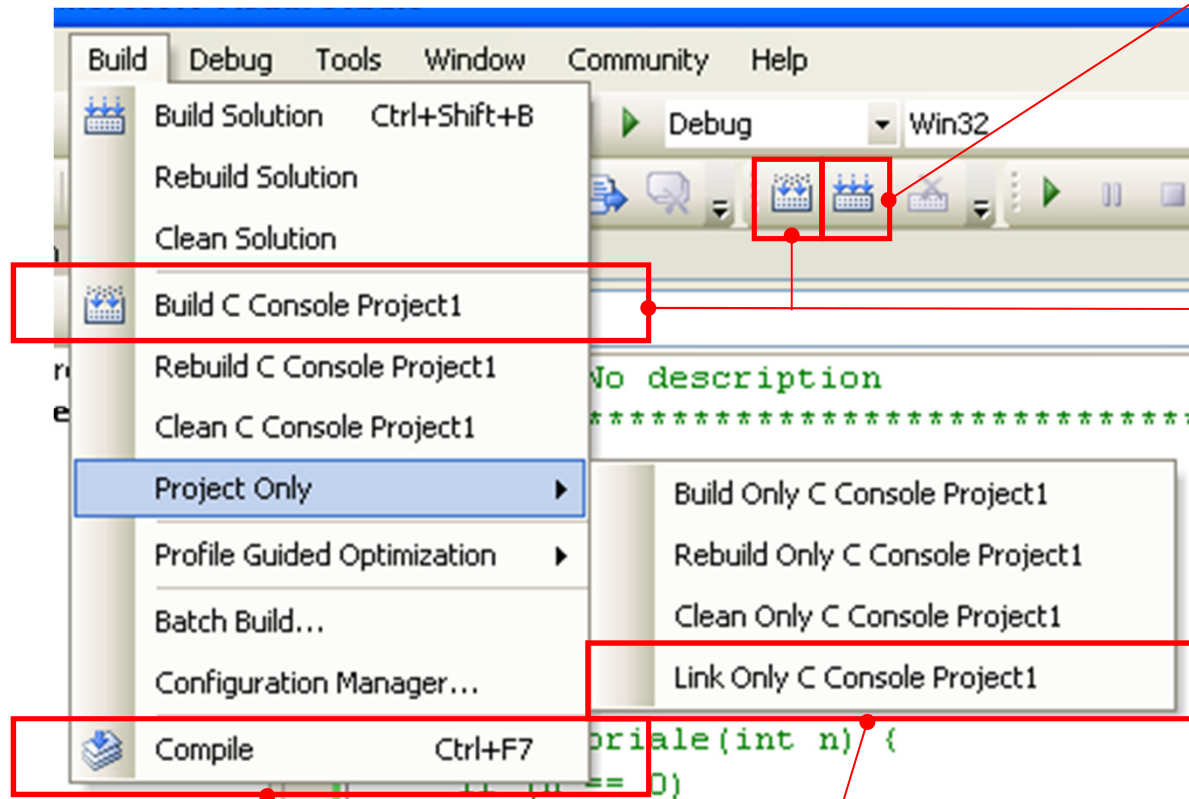 Build Debug Tools Window Community Help
Build Solution Ctrl+Shift+B
Debug Win32
Rebuild Solution
Clean Solution
Build C Console Project1
Rebuild C Console Project1
No description
Clean C Console Project1
*******************************
Project Only
Build Only C Console Project1
Profile Guided Optimization
Rebuild Only C Console Project1
Batch Build...
Clean Only C Console Project1
Configuration Manager...
Link Only C Console Project1
Compile Ctrl+F7
oriale(int n) {
== 0)